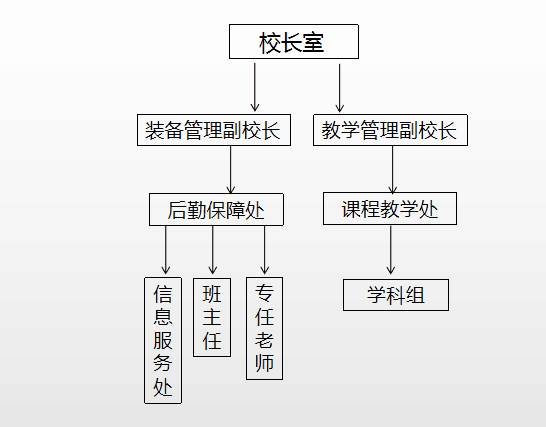 校长室
装备管理副校长
教学管理副校长
后勤保障处
课程教学处
信息服务处
班主任
专任老师
学科组